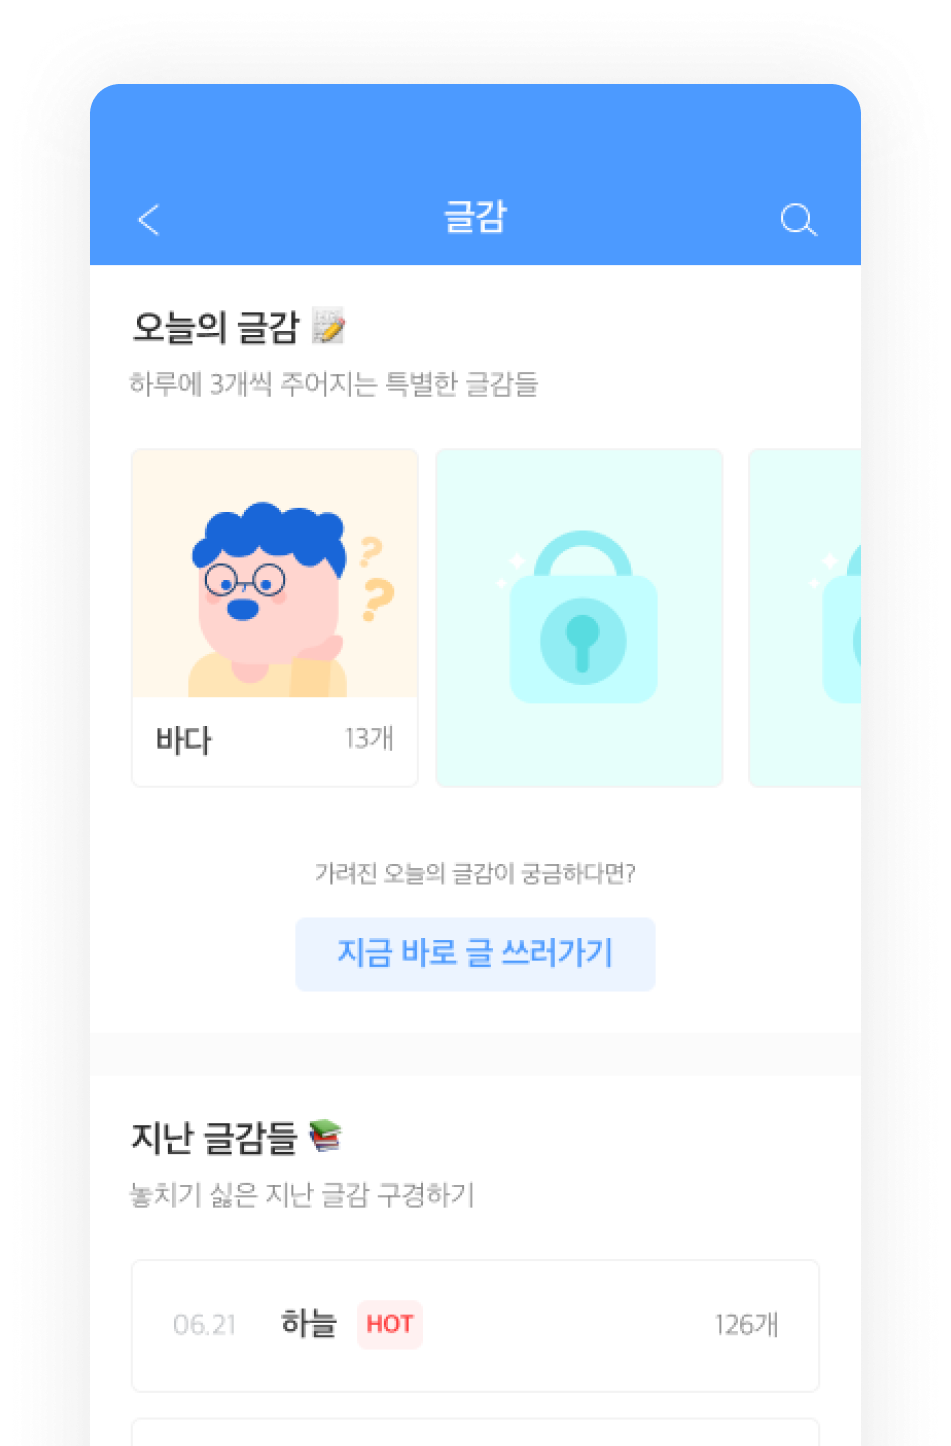 글감
오늘의 글감
하루에 3개씩 주어지는 특별한 글감들
? ?
바다 13개
가려진 오늘의 글감이 궁금하다면?
지금 바로 글 쓰러가기
지난 글감들
놓치기 싫은 지난 글감 구경하기
06.21 하늘 HOT 126개